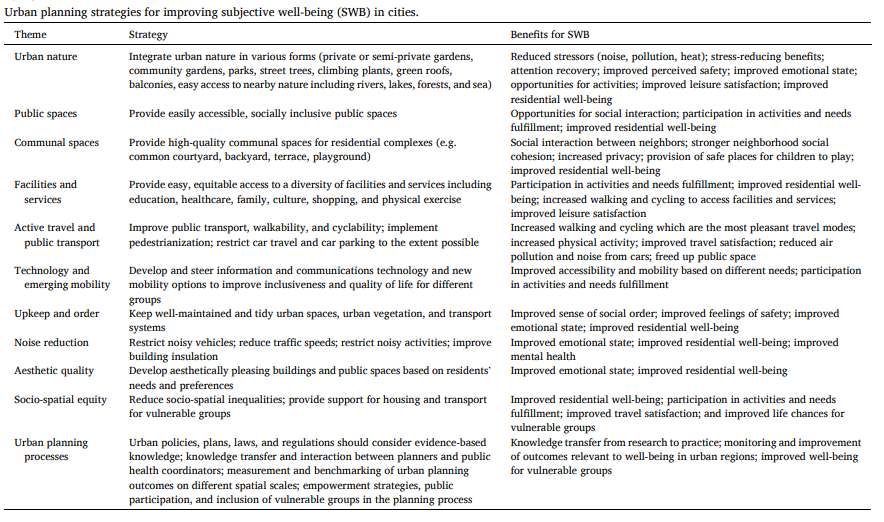 Urban planning strategies for improving subjective well-being (SWB) in cities.
Theme Strategy Benefits for SWB
Urban nature Integrate urban nature in various forms (private or semi-private gardens, Reduced stressors (noise, pollution, heat); stress-reducing benefits;
community gardens, parks, street trees, climbing plants, green roofs, attention recovery; improved perceived safety; improved emotional state;
balconies, easy access to nearby nature including rivers, lakes, forests, and sea) opportunities for activities; improved leisure satisfaction; improved
residential well-being
Public spaces Provide easily accessible, socially inclusive public spaces Opportunities for social interaction; participation in activities and needs
fulfillment; improved residential well-being
Communal spaces Provide high-quality communal spaces for residential complexes (e.g. Social interaction between neighbors; stronger neighborhood social
common courtyard, backyard, terrace, playground) cohesion; increased privacy; provision of safe places for children to play;
improved residential well-being
Facilities and Provide easy, equitable access to a diversity of facilities and services including Participation in activities and needs fulfillment; improved residential well-
services education, healthcare, family, culture, shopping, and physical exercise being; increased walking and cycling to access facilities and services;
improved leisure satisfaction
Active travel and Improve public transport, walkability, and cyclability; implement Increased walking and cycling which are the most pleasant travel modes;
public transport pedestrianization; restrict car travel and car parking to the extent possible increased physical activity; improved travel satisfaction; reduced air
pollution and noise from cars; freed up public space
Technology and Develop and steer information and communications technology and new Improved accessibility and mobility based on different needs; participation
emerging mobility mobility options to improve inclusiveness and quality of life for different in activities and needs fulfillment
groups
Upkeep and order Keep well-maintained and tidy urban spaces, urban vegetation, and transport Improved sense of social order; improved feelings of safety; improved
systems emotional state; improved residential well-being
Noise reduction Restrict noisy vehicles; reduce traffic speeds; restrict noisy activities; improve Improved emotional state; improved residential well-being; improved
building insulation mental health
Aesthetic quality Develop aesthetically pleasing buildings and public spaces based on residents' Improved emotional state; improved residential well-being
needs and preferences
Socio-spatial equity Reduce socio-spatial inequalities; provide support for housing and transport Improved residential well-being; participation in activities and needs
for vulnerable groups fulfillment; improved travel satisfaction; and improved life chances for
vulnerable groups
Urban planning Urban policies, plans, laws, and regulations should consider evidence-based Knowledge transfer from research to practice; monitoring and improvement
processes knowledge; knowledge transfer and interaction between planners and public of outcomes relevant to well-being in urban regions; improved well-being
health coordinators; measurement and benchmarking of urban planning for vulnerable groups
outcomes on different spatial scales; empowerment strategies, public
participation, and inclusion of vulnerable groups in the planning process